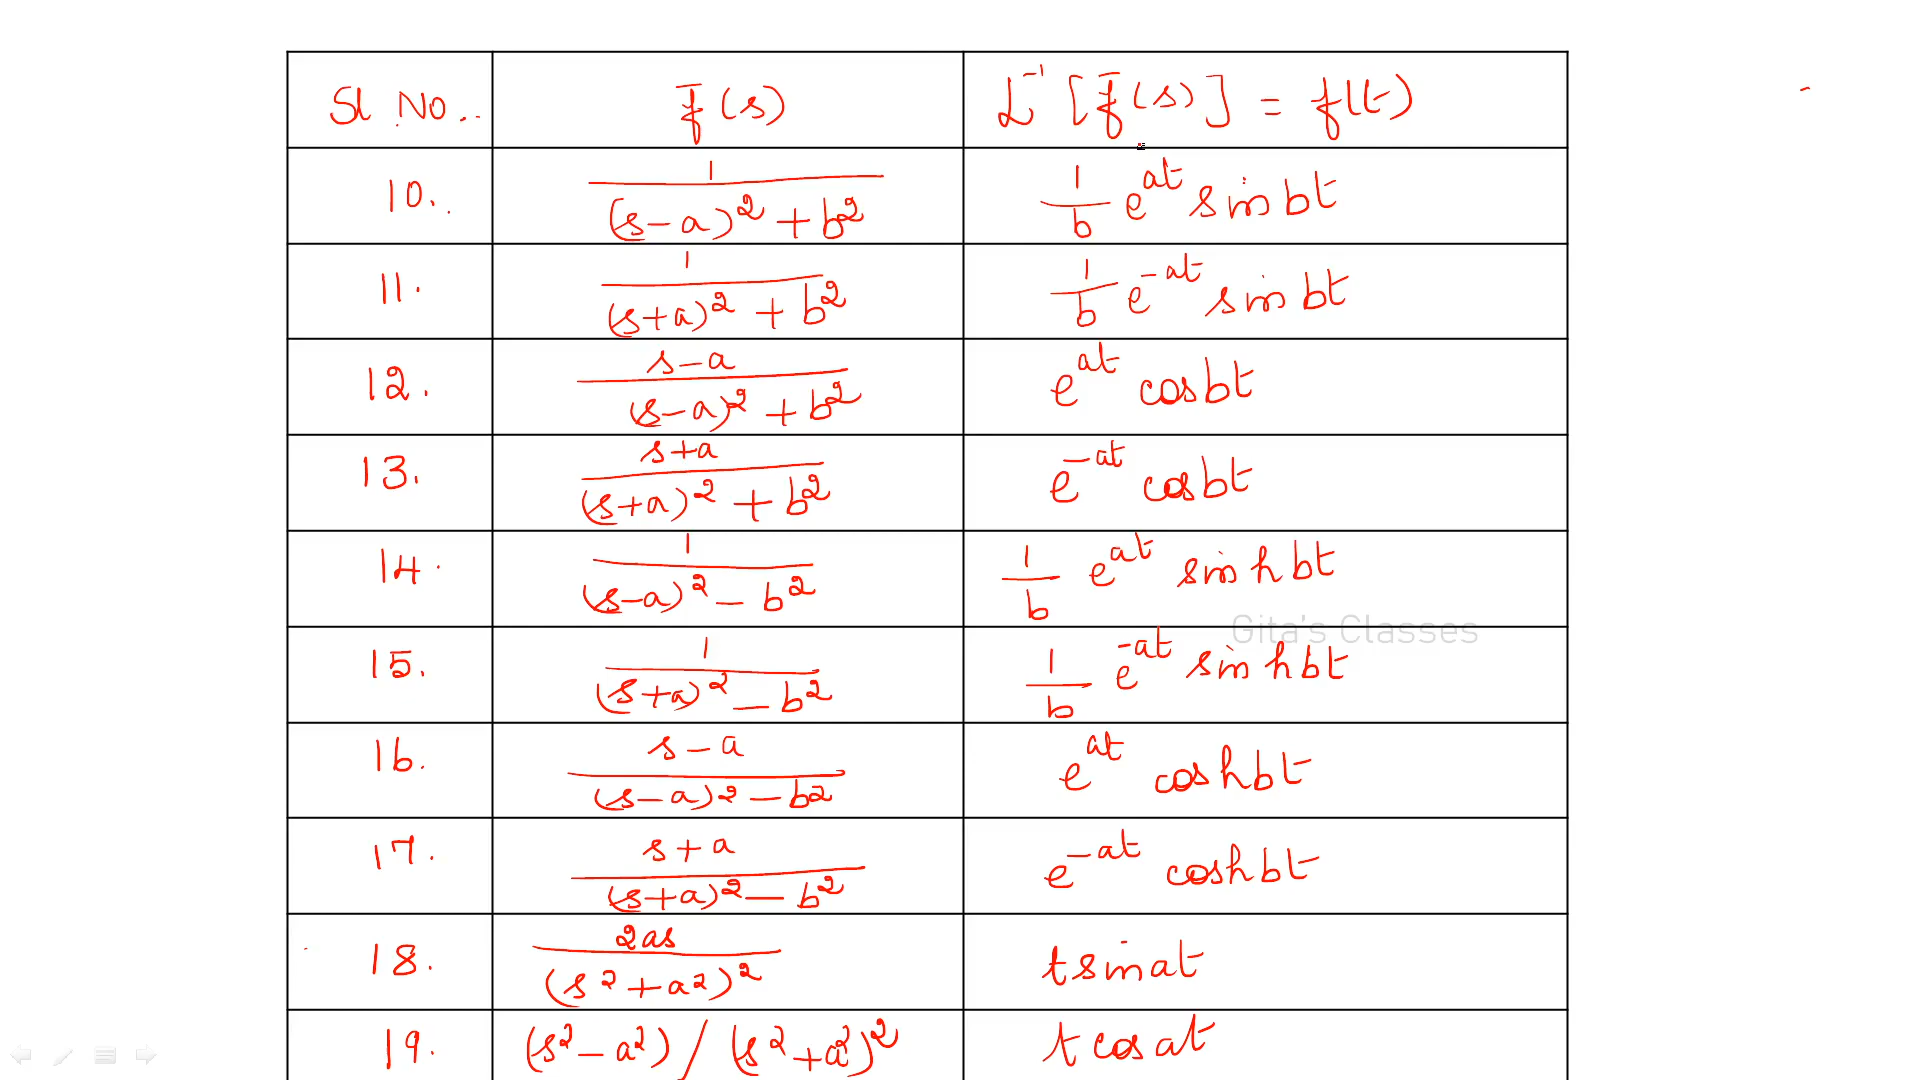 Sl No. f̄(s) L⁻¹[f̄(s)] = f(t)
10. 1/((s-a)²+b²) 1/b e^{at} sin bt
11. 1/((s+a)²+b²) 1/b e^{-at} sin bt
12. (s-a)/((s-a)²+b²) e^{at} cos bt
13. (s+a)/((s+a)²+b²) e^{-at} cos bt
14. 1/((s-a)²-b²) 1/b e^{at} sinh bt
Gita's Classes
15. 1/((s+a)²-b²) 1/b e^{-at} sinh bt
16. (s-a)/((s-a)²-b²) e^{at} cosh bt
17. (s+a)/((s+a)²-b²) e^{-at} cosh bt
18. 2as/(s²+a²)² t sin at
19. (s²-a²)/(s²+a²)² t cos at